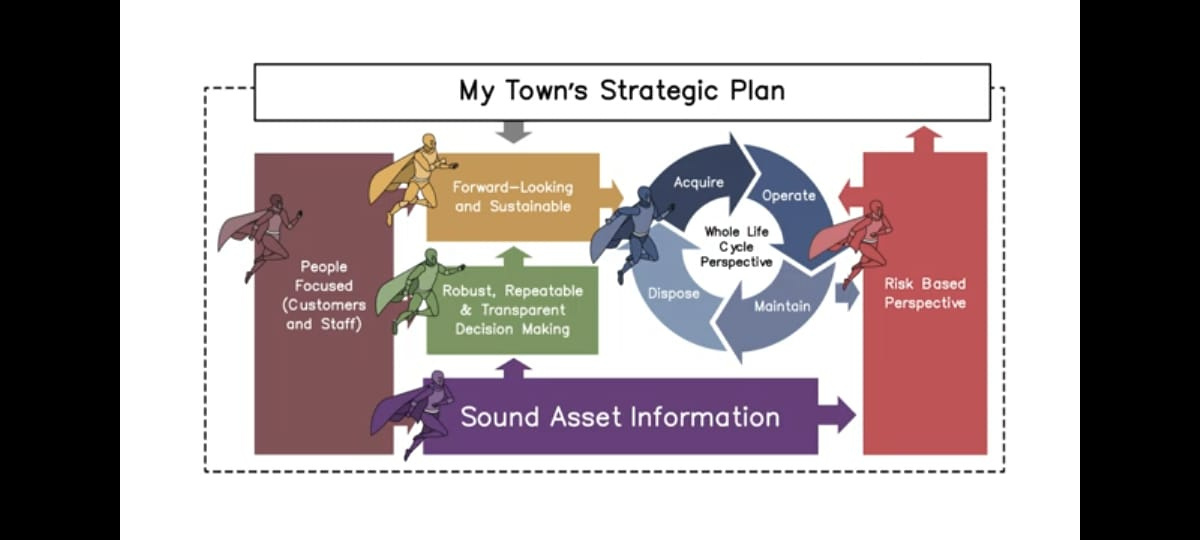 My Town's Strategic Plan
People
Focused
(Customers
and Staff)
Forward-Looking
and Sustainable
Robust, Repeatable
& Transparent
Decision Making
Sound Asset Information
Acquire
Operate
Whole Life
Cycle
Perspective
Dispose
Maintain
Risk Based
Perspective